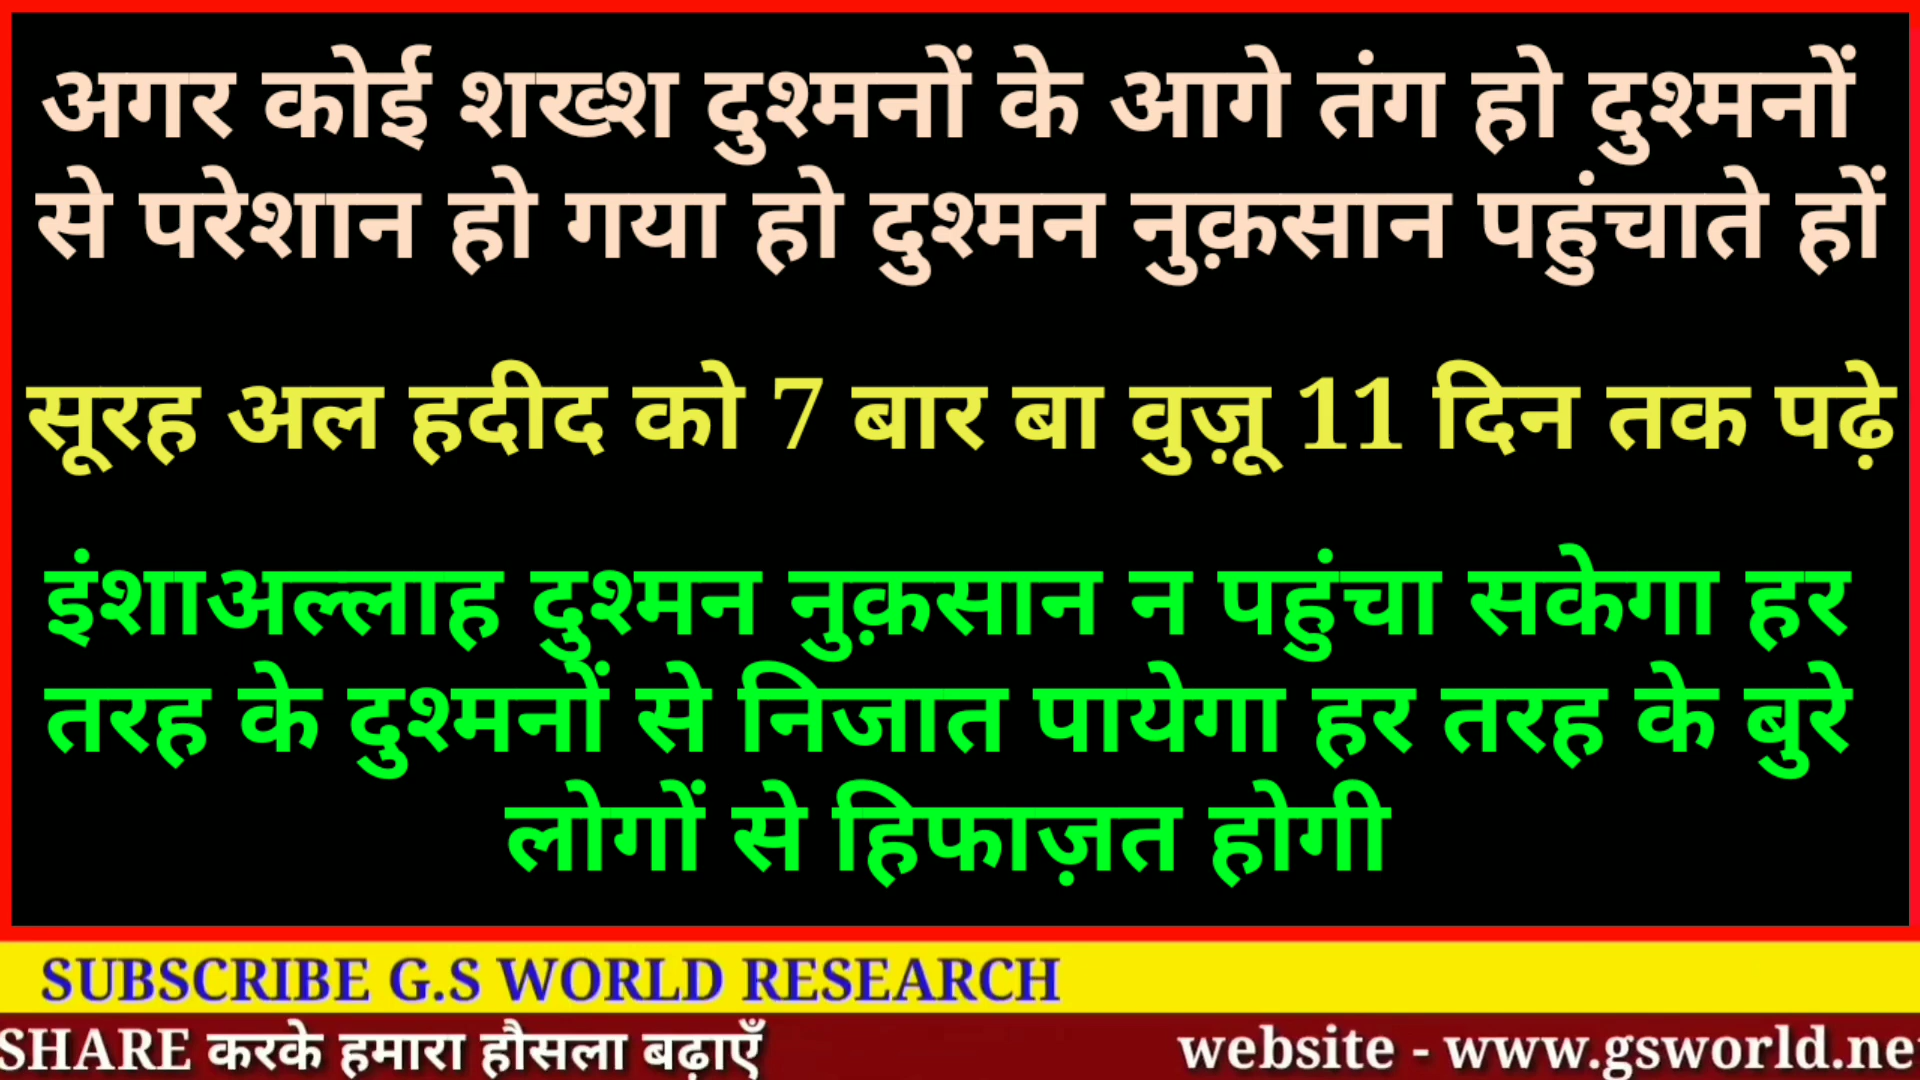 अगर कोई शख्श दुश्मनों के आगे तंग हो दुश्मनों
से परेशान हो गया हो दुश्मन नुक़सान पहुंचाते हों
सूरह अल हदीद को 7 बार बा वुज़ू 11 दिन तक पढ़े
इंशाअल्लाह दुश्मन नुक़सान न पहुंचा सकेगा हर
तरह के दुश्मनों से निजात पायेगा हर तरह के बुरे
लोगों से हिफाज़त होगी
SUBSCRIBE G.S WORLD RESEARCH
SHARE करके हमारा हौसला बढ़ाएँ
website - www.gsworld.ne